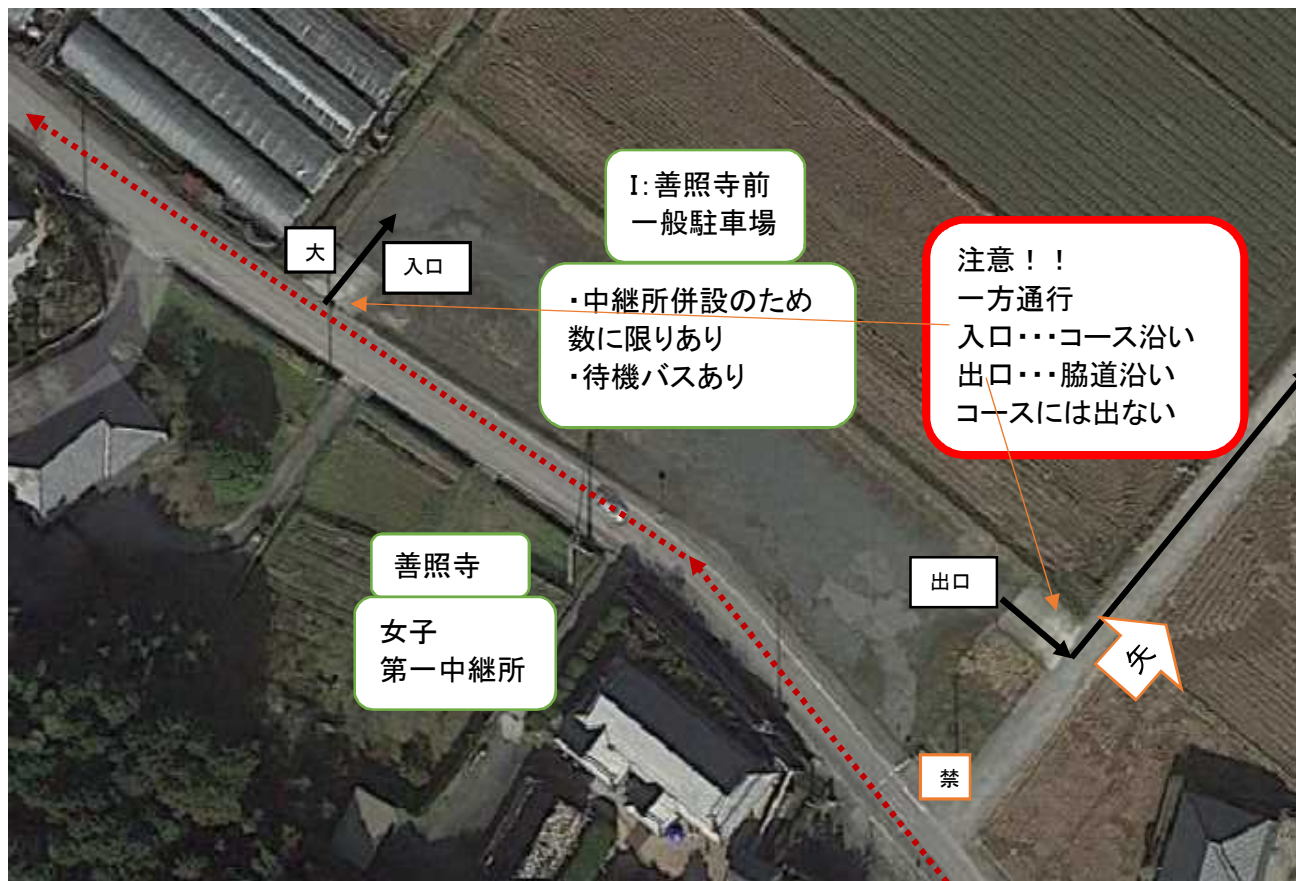 I:善照寺前
一般駐車場
・中継所併設のため
数に限りあり
・待機バスあり
注意！！
一方通行
入口・・・コース沿い
出口・・・脇道沿い
コースには出ない
大
入口
善照寺
女子
第一中継所
出口
矢
禁